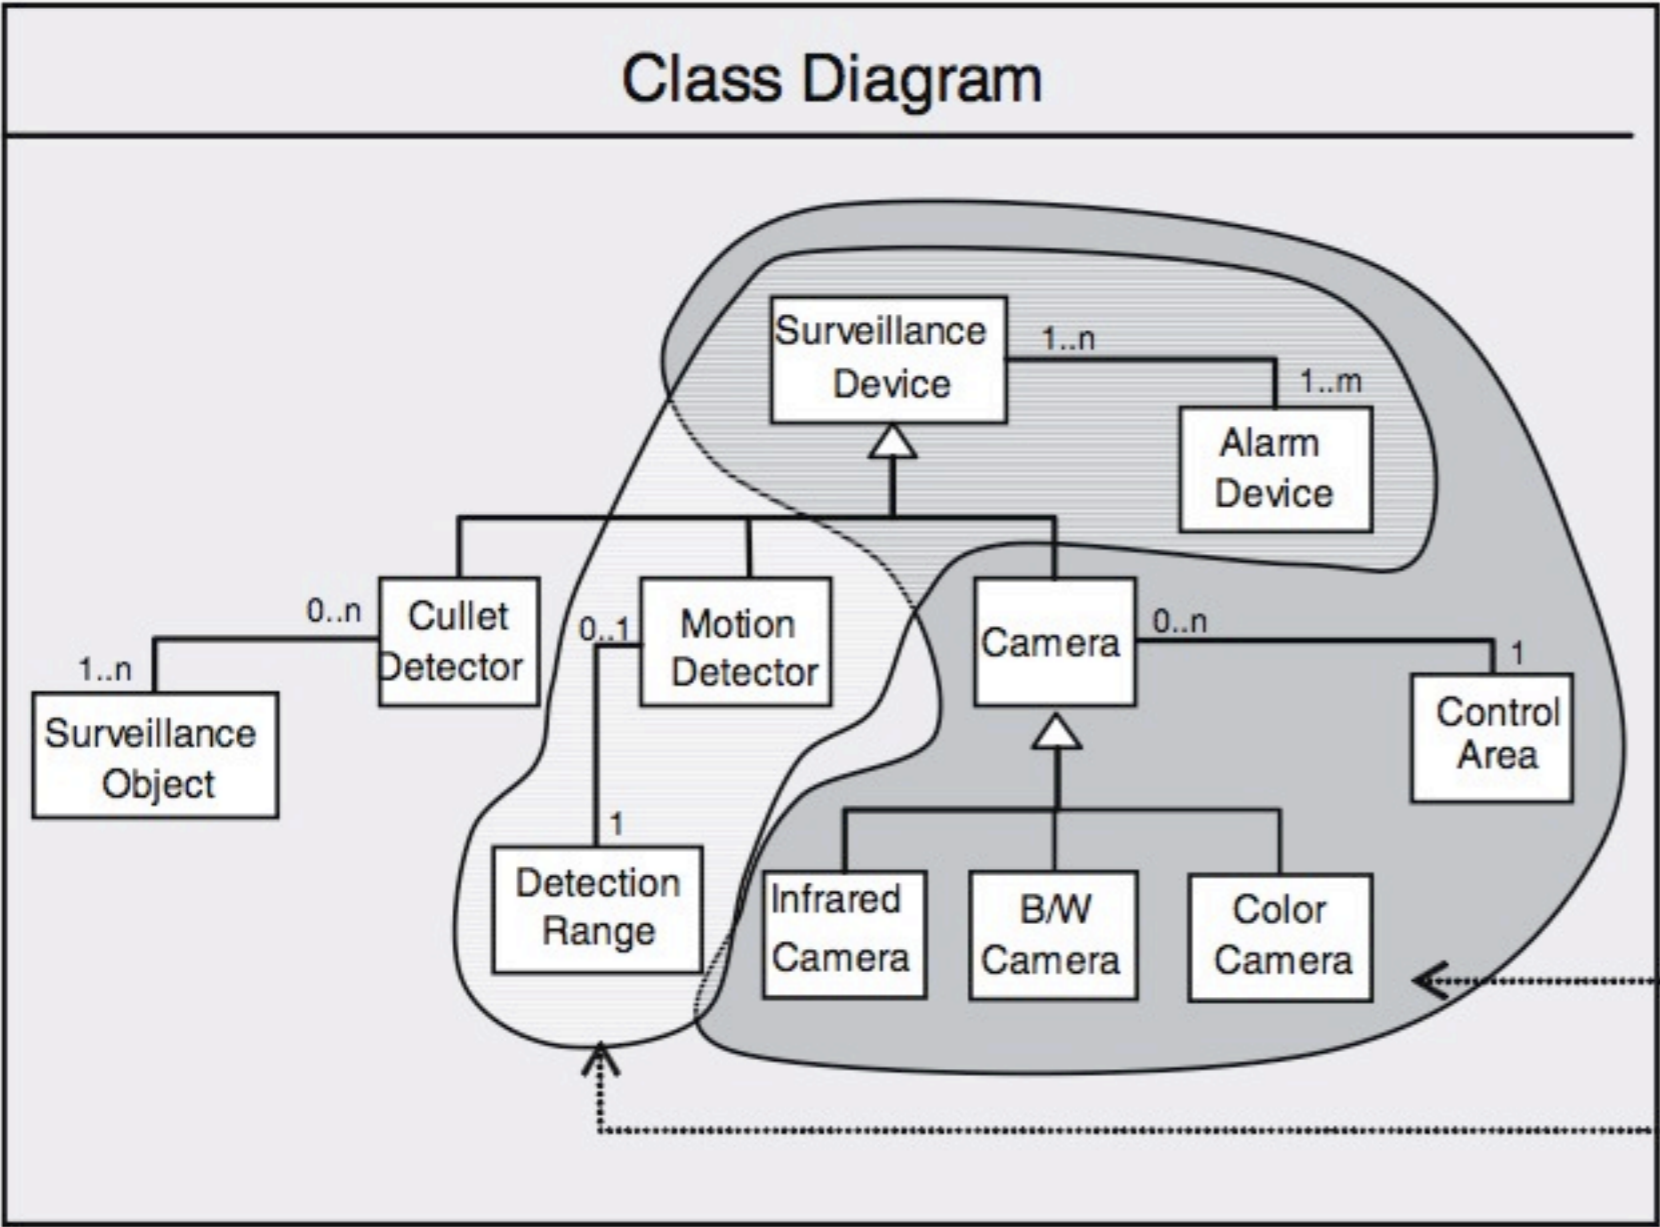 Class Diagram
Surveillance
Device
1..n
1..m
Alarm
Device
0..n
Cullet
Detector
1..n
Surveillance
Object
0..1
Motion
Detector
1
Detection
Range
Camera
0..n
1
Control
Area
Infrared
Camera
B/W
Camera
Color
Camera